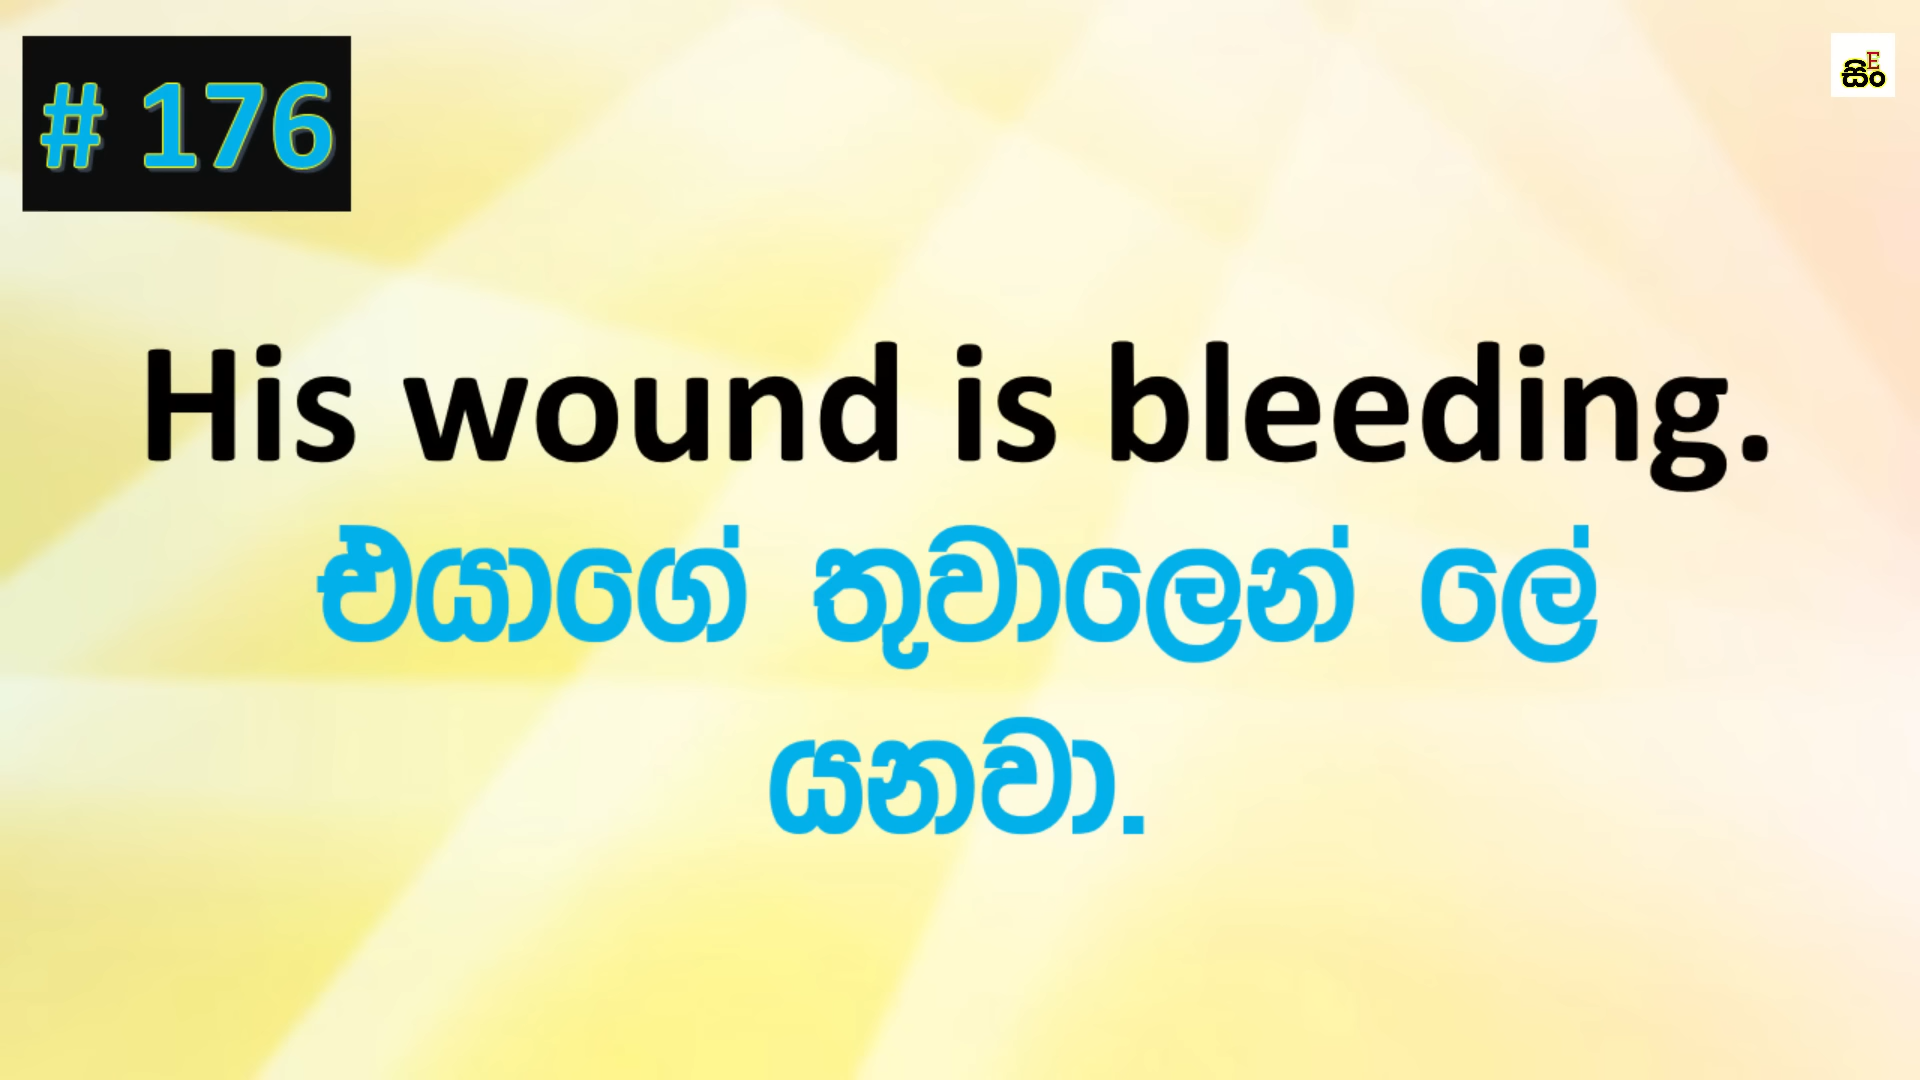 # 176
සිං
E
His wound is bleeding.
එයාගේ තුවාලෙන් ලේ
යනවා.